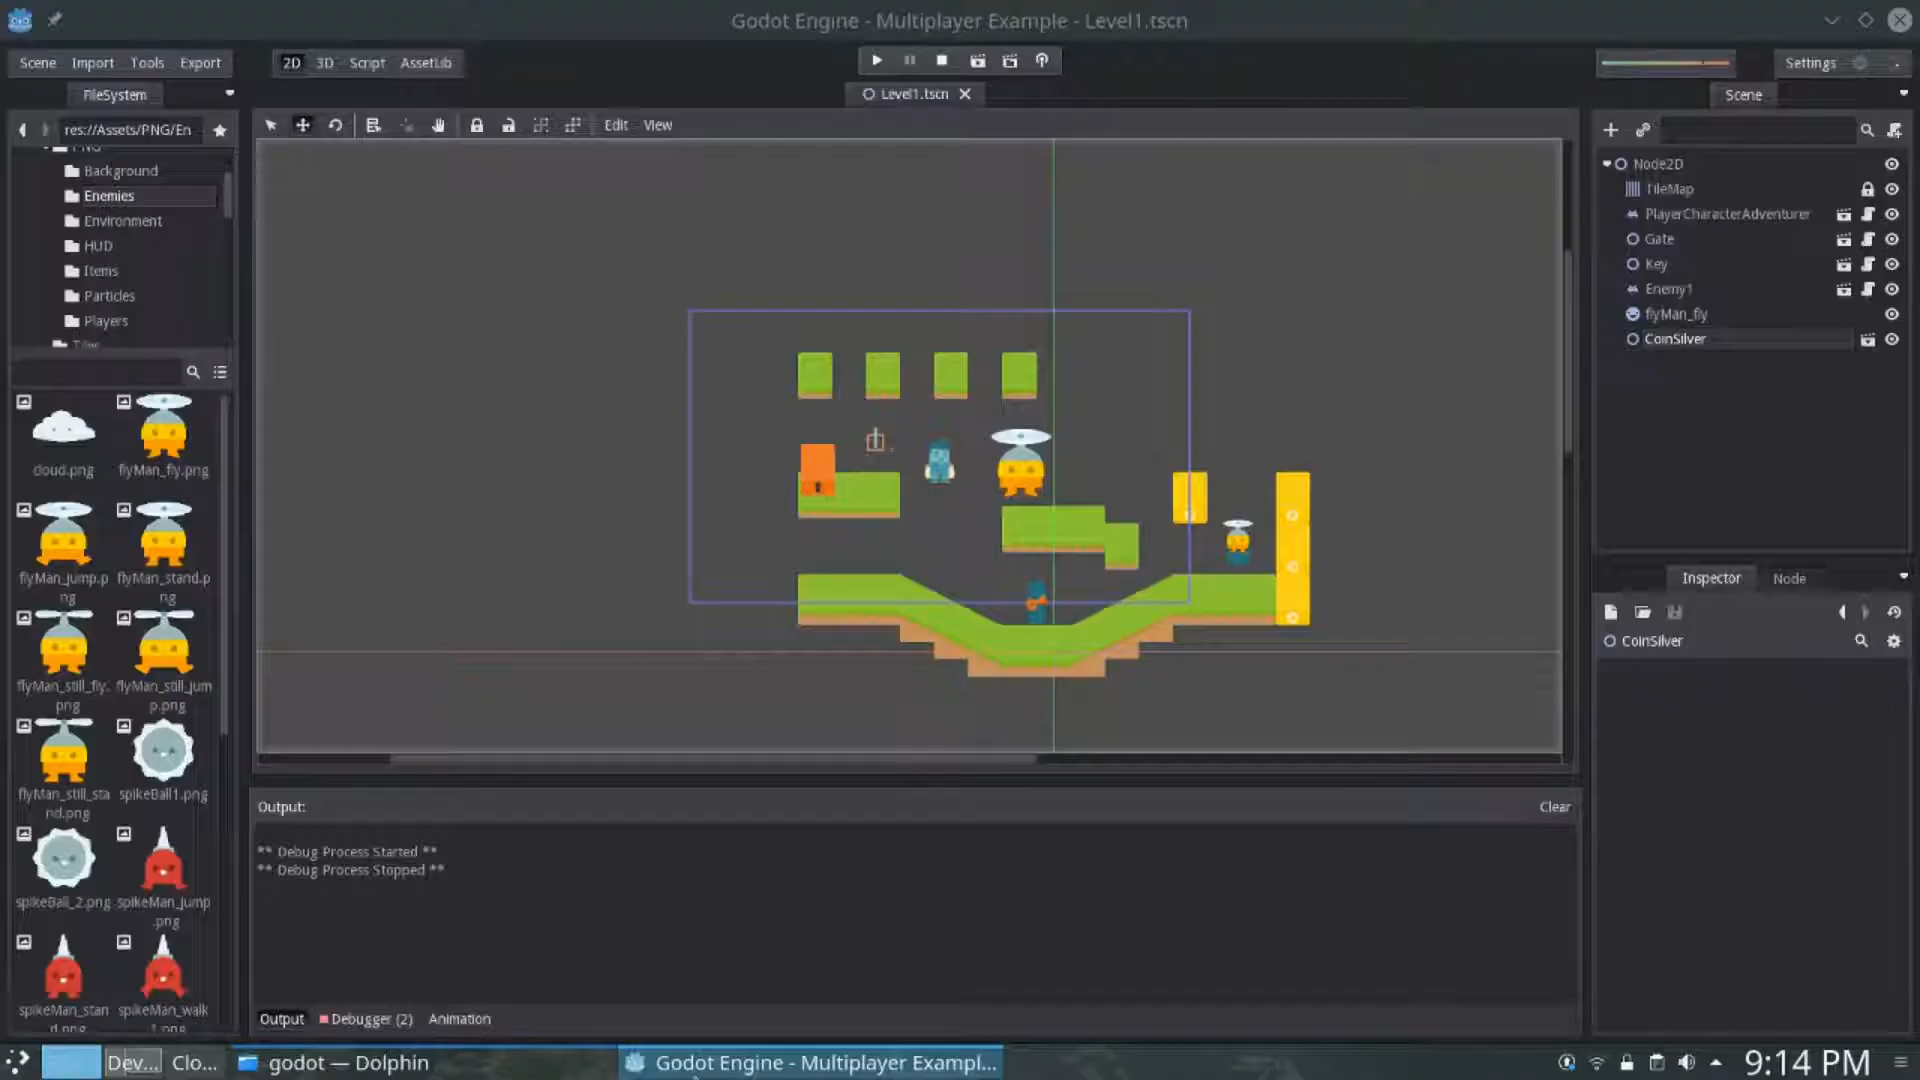 Godot Engine - Multiplayer Example - Level1.tscn
Scene Import Tools Export
2D 3D Script AssetLib
Settings
FileSystem
Level1.tscn
Scene
res://Assets/PNG/En
Edit View
PNG
Background
Enemies
Environment
HUD
Items
Particles
Players
Tiles
Node2D
TileMap
PlayerCharacterAdventurer
Gate
Key
Enemy1
flyMan_fly
CoinSilver
cloud.png
flyMan_fly.png
flyMan_jump.p
ng
flyMan_stand.p
ng
flyMan_still_fly.
png
flyMan_still_jum
p.png
flyMan_still_sta
nd.png
spikeBall1.png
spikeBall_2.png
spikeMan_jump
.png
spikeMan_stan
d.png
spikeMan_walk
1.png
Inspector Node
CoinSilver
Output:
Clear
** Debug Process Started **
** Debug Process Stopped **
Output Debugger (2) Animation
Dev... Clo... godot — Dolphin Godot Engine - Multiplayer Exampl... 9:14 PM